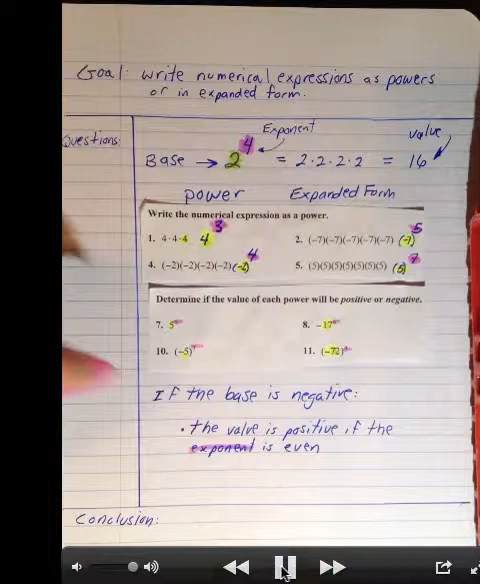 Goal: write numerical expressions as powers
or in expanded form.
Questions:
Exponent
value
Base → 2⁴ = 2·2·2·2 = 16
power Expanded Form
Write the numerical expression as a power.
1. 4·4·4 4³ 2. (−7)(−7)(−7)(−7)(−7) (-7)⁵
4. (−2)(−2)(−2)(−2) (-2)⁴ 5. (5)(5)(5)(5)(5)(5)(5) (5)⁷
Determine if the value of each power will be positive or negative.
7. 5 8. −17
10. (−5) 11. (−72)
If the base is negative:
• the value is positive if the
exponent is even
Conclusion: